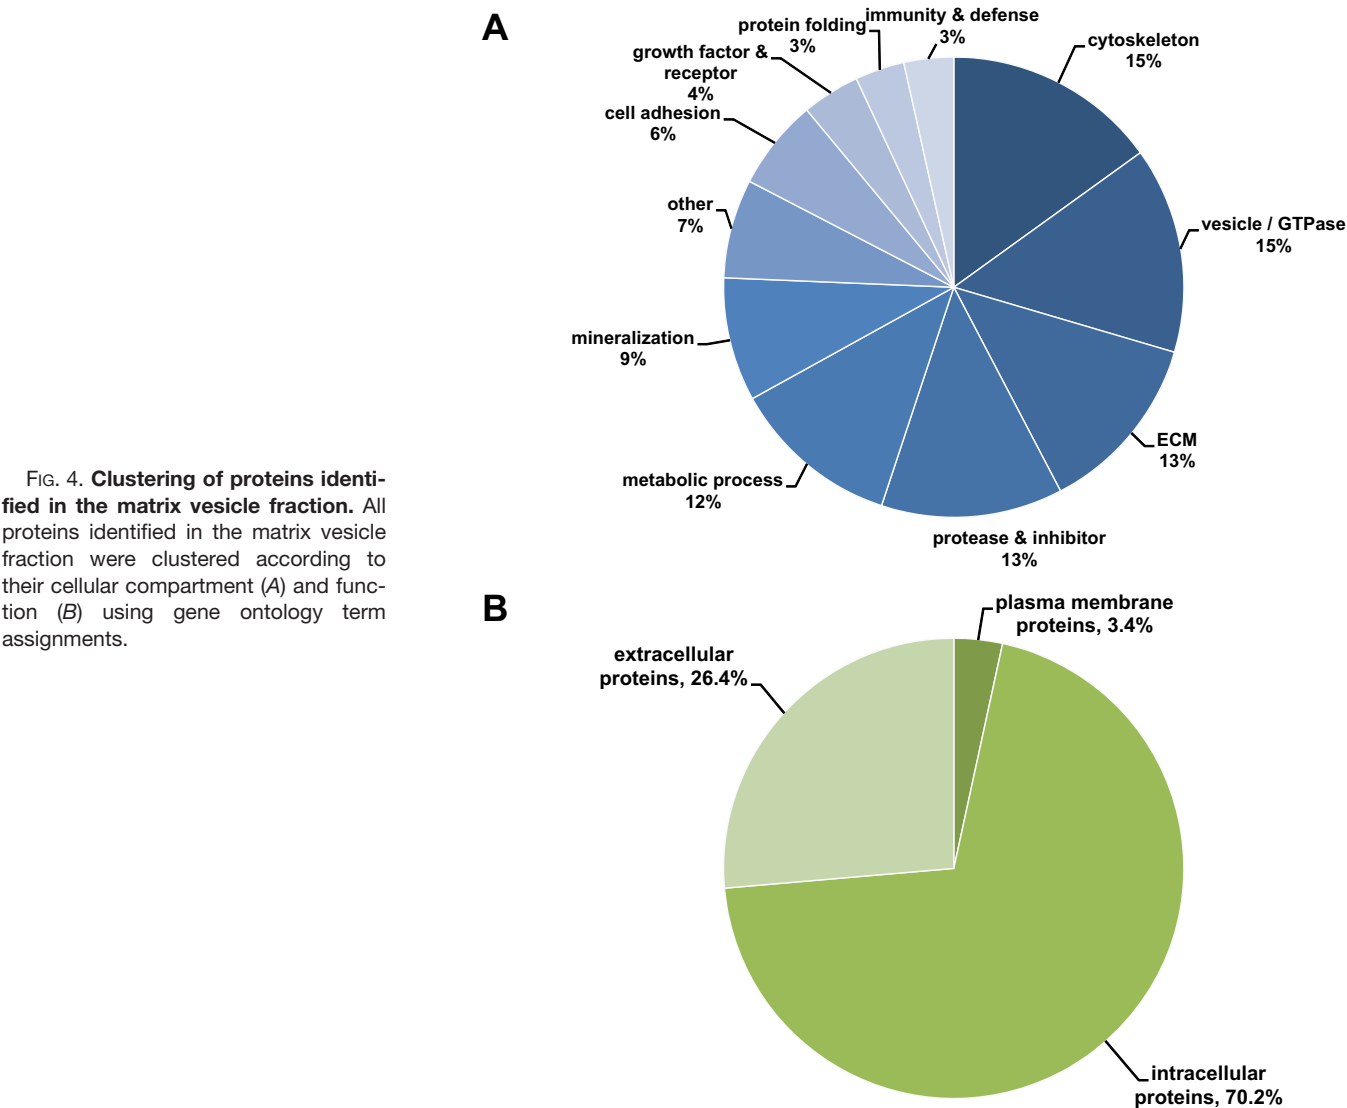 FIG. 4. Clustering of proteins identi-
fied in the matrix vesicle fraction. All
proteins identified in the matrix vesicle
fraction were clustered according to
their cellular compartment (A) and func-
tion (B) using gene ontology term
assignments.
A
immunity & defense
3%
protein folding
3%
growth factor &
receptor
4%
cell adhesion
6%
other
7%
mineralization
9%
metabolic process
12%
protease & inhibitor
13%
ECM
13%
vesicle / GTPase
15%
cytoskeleton
15%
B
plasma membrane
proteins, 3.4%
extracellular
proteins, 26.4%
intracellular
proteins, 70.2%